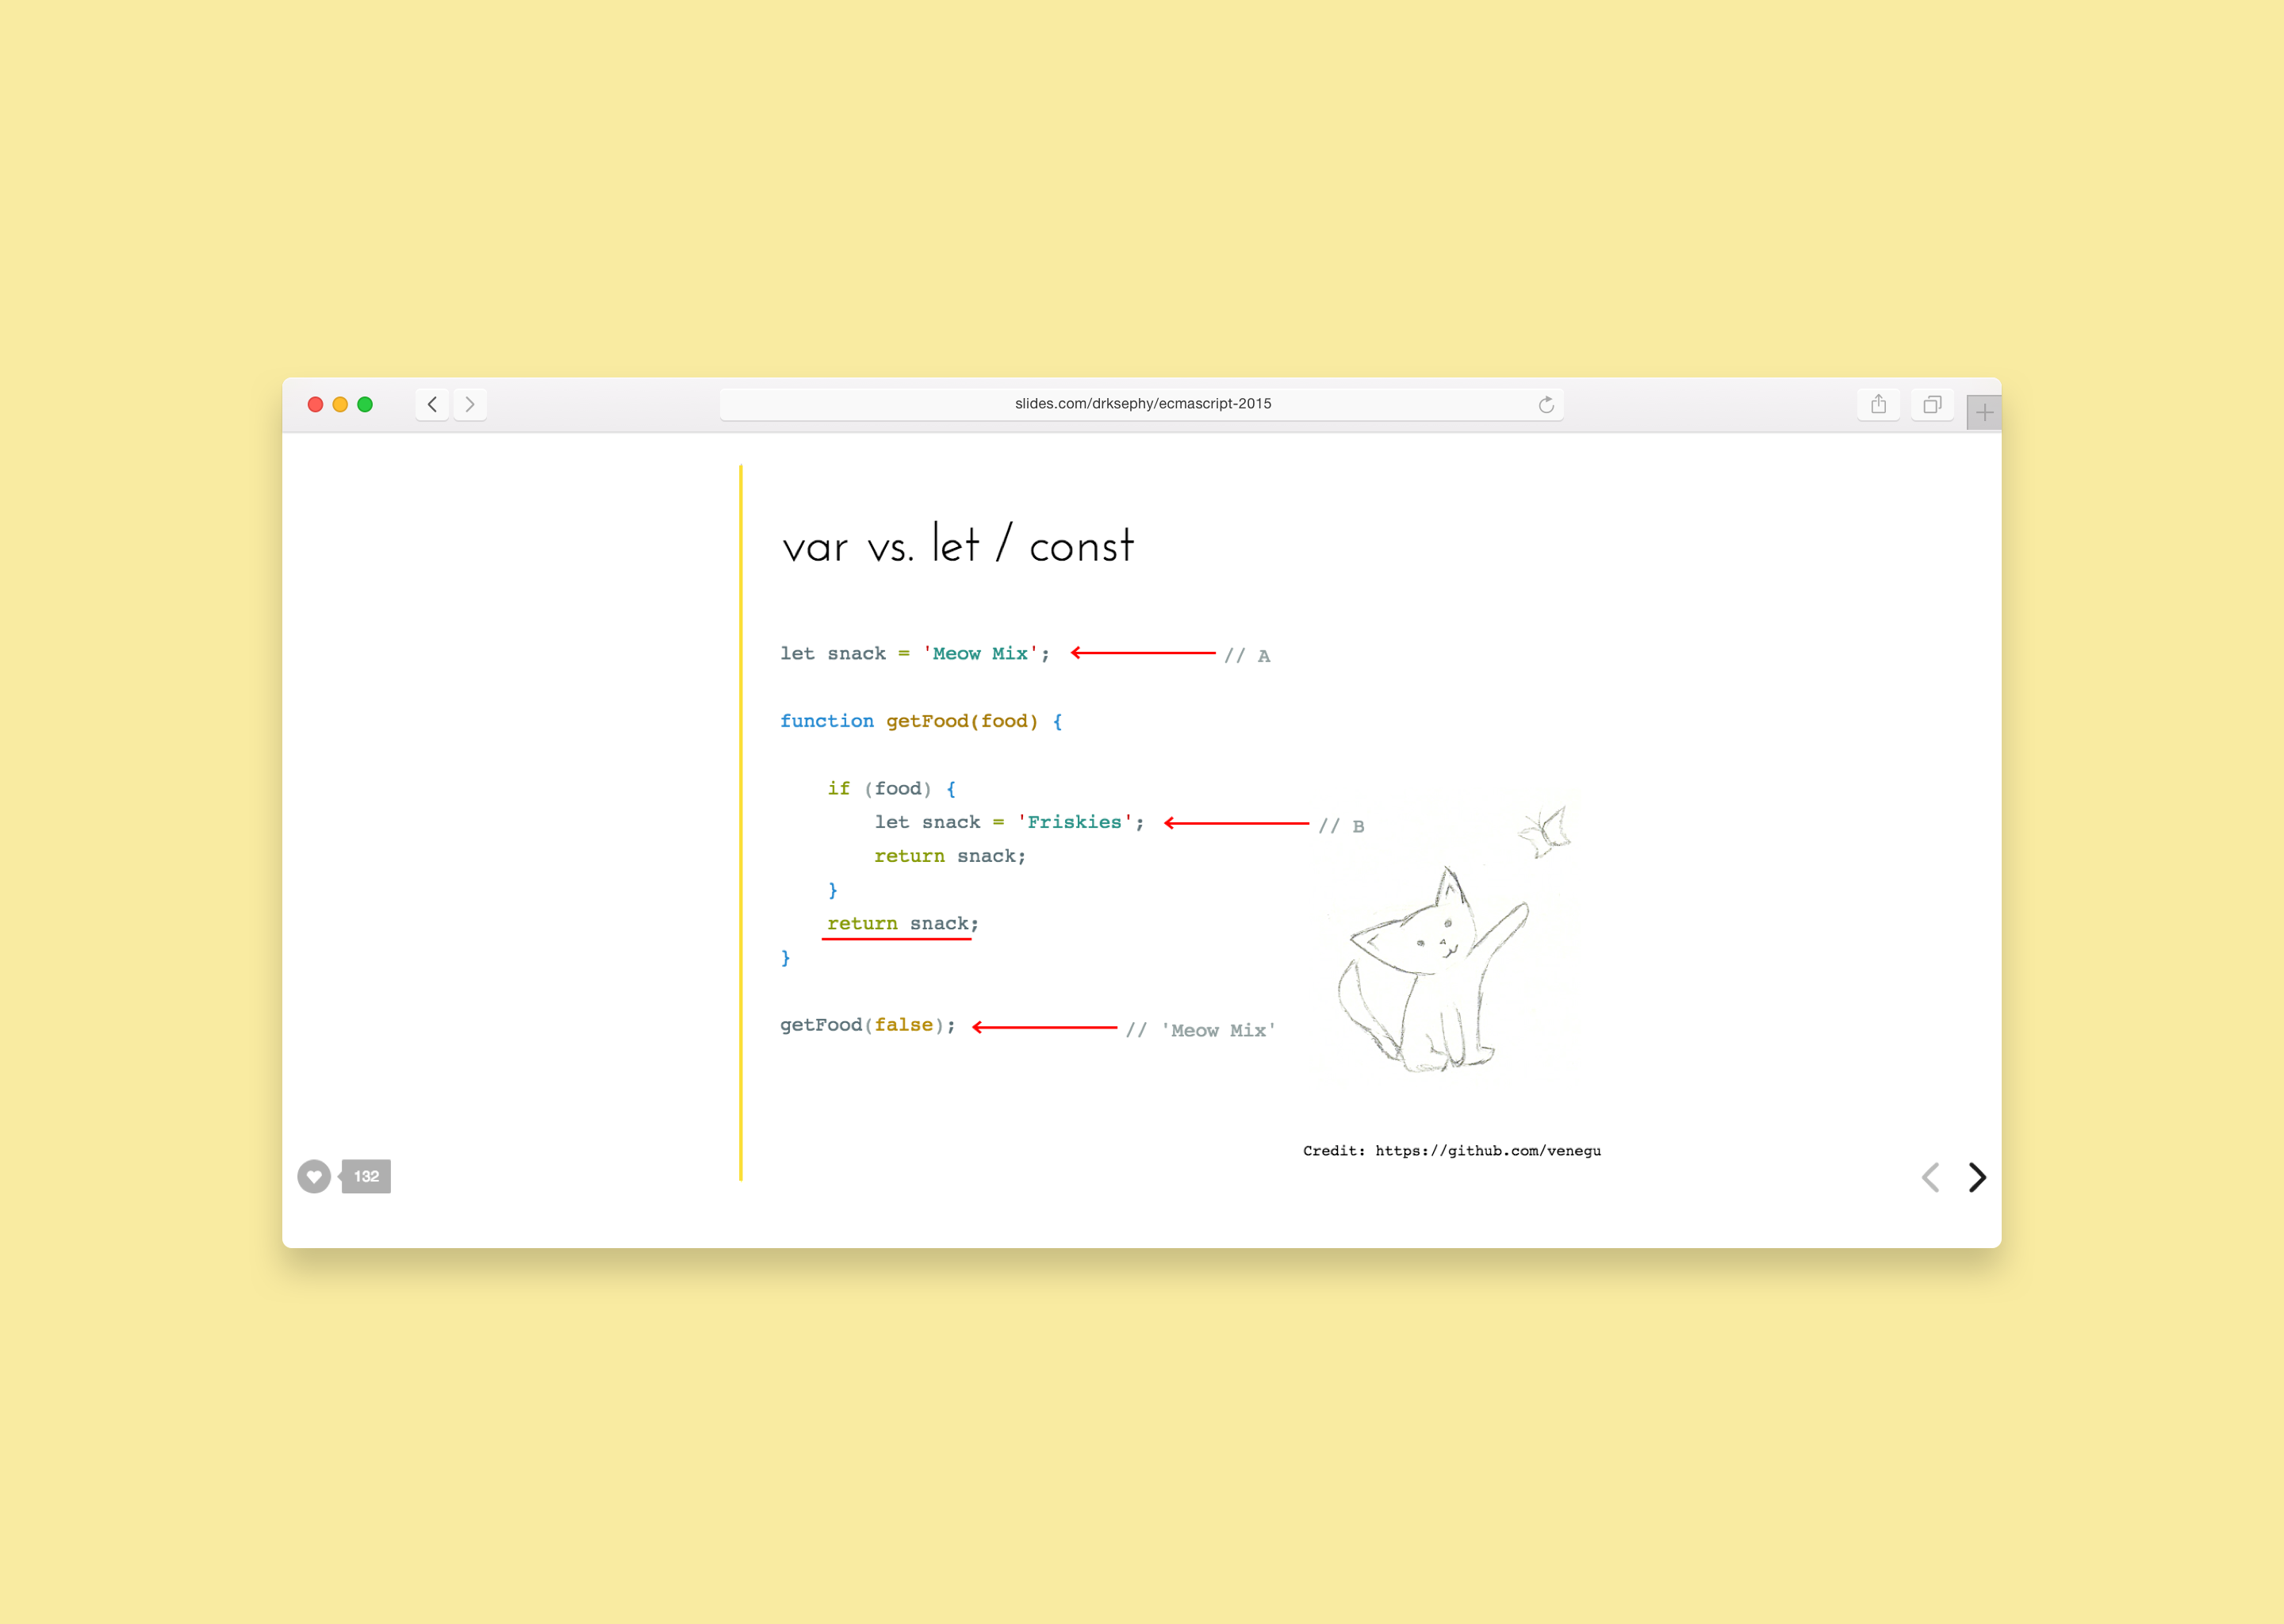 slides.com/drksephy/ecmascript-2015
var vs. let / const
let snack = 'Meow Mix'; // A
function getFood(food) {
if (food) {
let snack = 'Friskies'; // B
return snack;
}
return snack;
}
getFood(false); // 'Meow Mix'
Credit: https://github.com/venegu
132